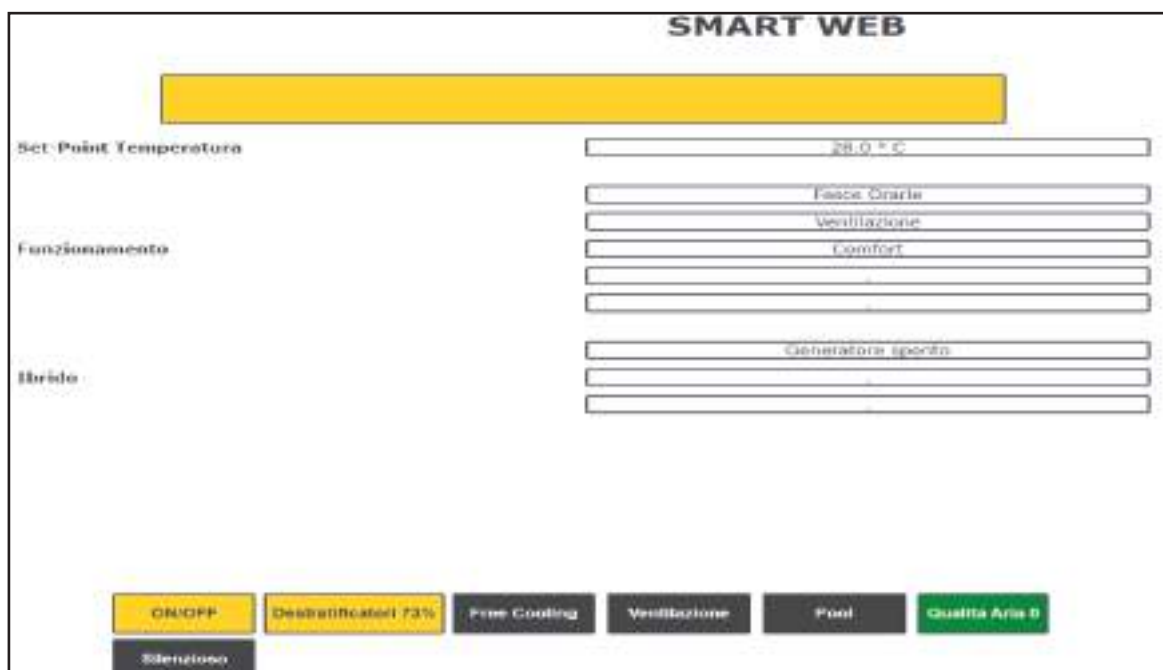 SMART WEB
Set-Point Temperatura
28.0 ° C
Fasce Orarie
Ventilazione
Funzionamento
Comfort
.
.
Generatore spento
Ibrido
.
.
ON/OFF
Destratificatori 73%
Free Cooling
Ventilazione
Pool
Qualità Aria 0
Silenzioso